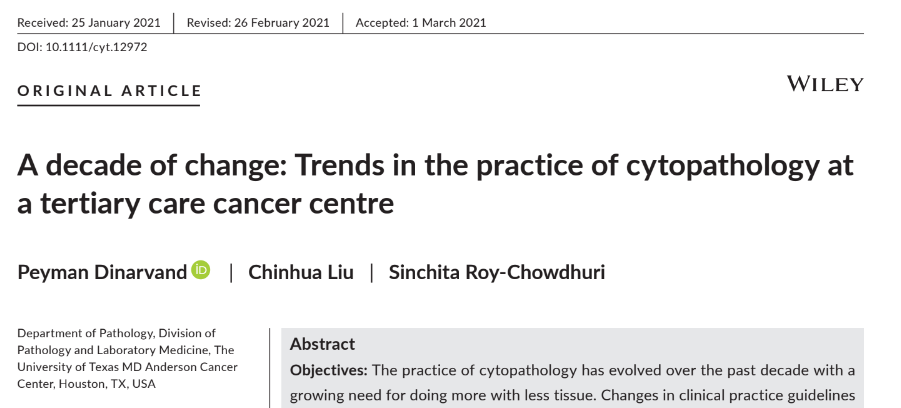 Received: 25 January 2021 | Revised: 26 February 2021 | Accepted: 1 March 2021
DOI: 10.1111/cyt.12972
ORIGINAL ARTICLE
WILEY
A decade of change: Trends in the practice of cytopathology at
a tertiary care cancer centre
Peyman Dinarvand iD | Chinhua Liu | Sinchita Roy-Chowdhuri
Department of Pathology, Division of
Pathology and Laboratory Medicine, The
University of Texas MD Anderson Cancer
Center, Houston, TX, USA
Abstract
Objectives: The practice of cytopathology has evolved over the past decade with a
growing need for doing more with less tissue. Changes in clinical practice guidelines